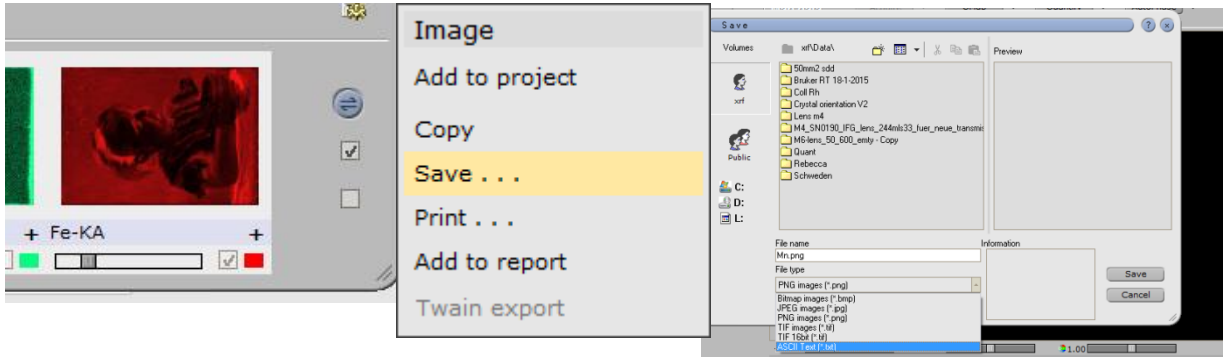 + Fe-KA +
Image
Add to project
Copy
Save . . .
Print . . .
Add to report
Twain export
Save
Volumes
xrf\Data\
Preview
xrf
Public
C:
D:
L:
50mm2 sdd
Bruker RT 18-1-2015
Coll Rh
Crystal orientation V2
Lens m4
M4_SN0190_IFG_lens_244mls33_fuer_neue_transmis
M6-lens_50_600_emty - Copy
Quant
Rebecca
Schweden
File name
Mn.png
File type
PNG images (*.png)
Bitmap images (*.bmp)
JPEG images (*.jpg)
PNG images (*.png)
TIF images (*.tif)
TIF 16bit (*.tif)
ASCII Text (*.txt)
Information
Save
Cancel
1.00